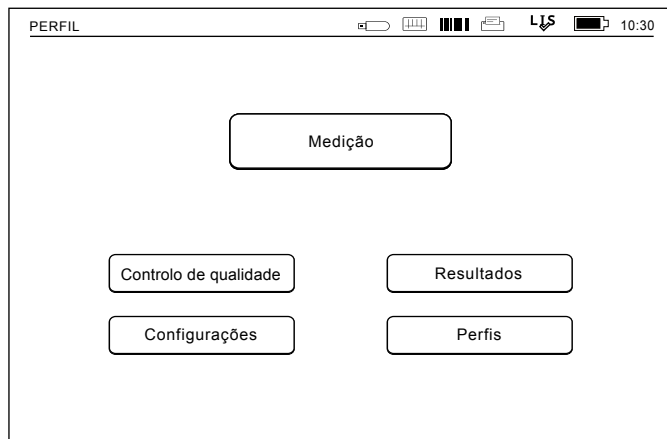 PERFIL
LIS
10:30
Medição
Controlo de qualidade
Resultados
Configurações
Perfis